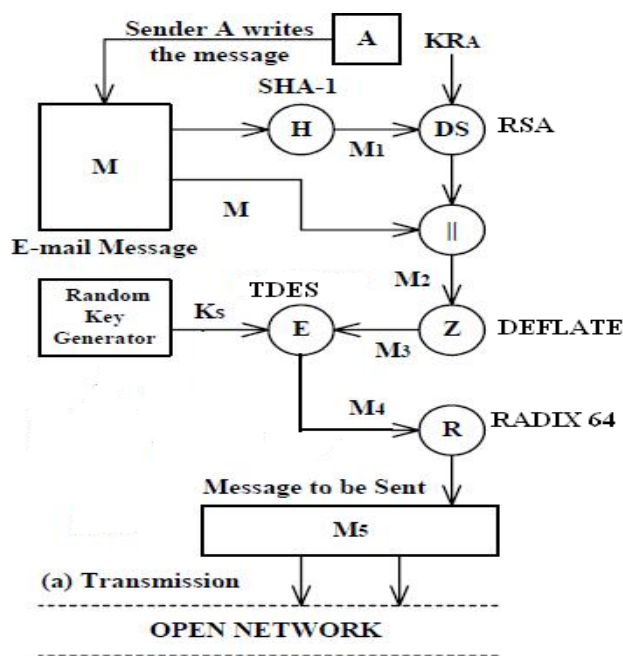 Sender A writes
the message
A
KRA
SHA-1
H
M1
DS
RSA
M
M
||
E-mail Message
M2
Random
Key
Generator
KS
TDES
E
M3
Z
DEFLATE
M4
R
RADIX 64
Message to be Sent
M5
(a) Transmission
OPEN NETWORK